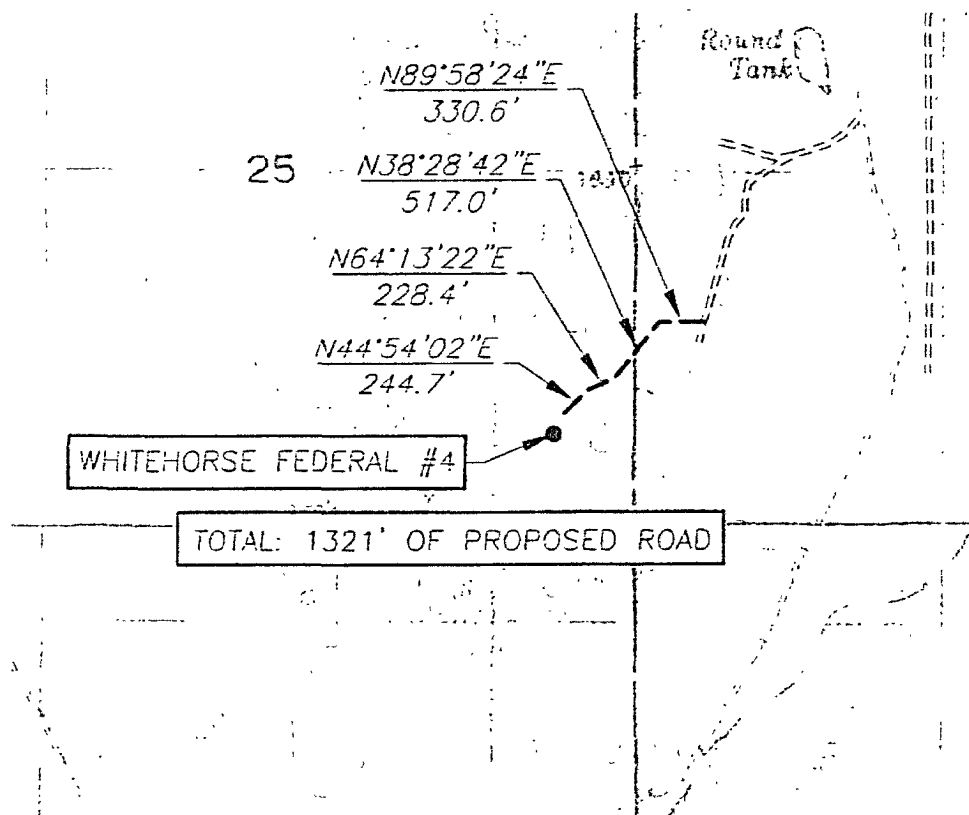 Round
Tank
N89°58'24"E
330.6'
25
N38°28'42"E
517.0'
N64°13'22"E
228.4'
N44°54'02"E
244.7'
WHITEHORSE FEDERAL #4
TOTAL: 1321' OF PROPOSED ROAD